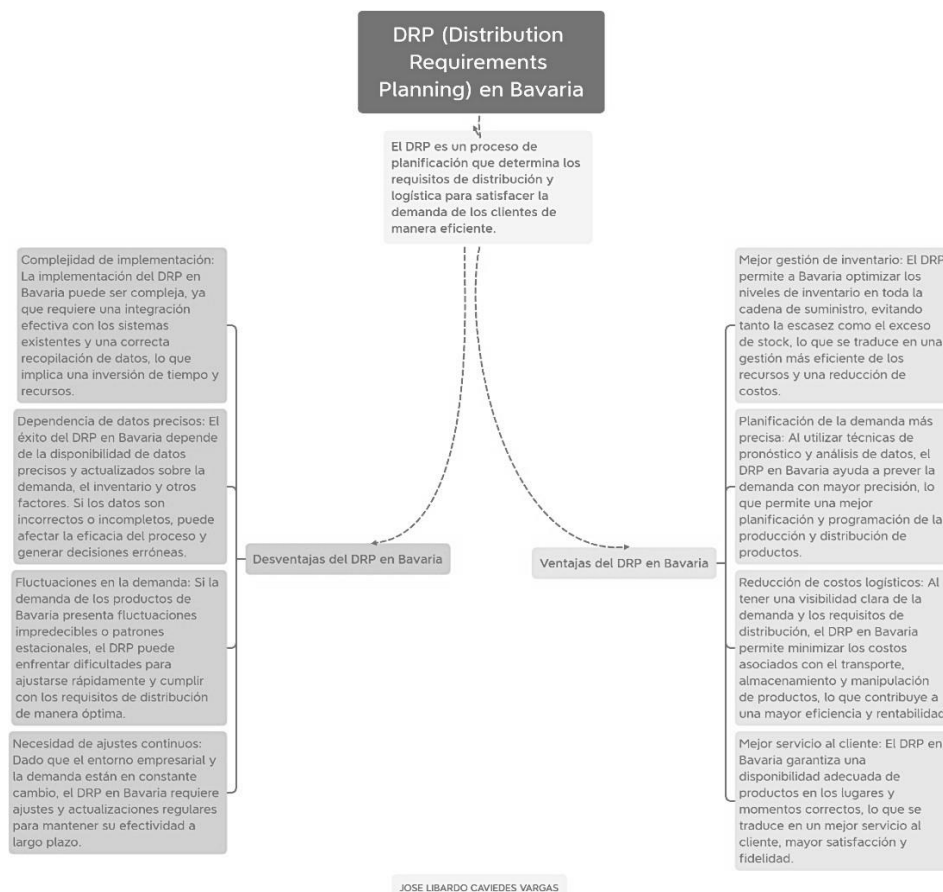 DRP (Distribution
Requirements
Planning) en Bavaria
El DRP es un proceso de
planificación que determina los
requisitos de distribución y
logística para satisfacer la
demanda de los clientes de
manera eficiente.
Complejidad de implementación:
La implementación del DRP en
Bavaria puede ser compleja, ya
que requiere una integración
efectiva con los sistemas
existentes y una correcta
recopilación de datos, lo que
implica una inversión de tiempo y
recursos.
Dependencia de datos precisos: El
éxito del DRP en Bavaria depende
de la disponibilidad de datos
precisos y actualizados sobre la
demanda, el inventario y otros
factores. Si los datos son
incorrectos o incompletos, puede
afectar la eficacia del proceso y
generar decisiones erróneas.
Desventajas del DRP en Bavaria
Fluctuaciones en la demanda: Si la
demanda de los productos de
Bavaria presenta fluctuaciones
impredecibles o patrones
estacionales, el DRP puede
enfrentar dificultades para
ajustarse rápidamente y cumplir
con los requisitos de distribución
de manera óptima.
Necesidad de ajustes continuos:
Dado que el entorno empresarial y
la demanda están en constante
cambio, el DRP en Bavaria requiere
ajustes y actualizaciones regulares
para mantener su efectividad a
largo plazo.
Mejor gestión de inventario: El DRP
permite a Bavaria optimizar los
niveles de inventario en toda la
cadena de suministro, evitando
tanto la escasez como el exceso
de stock, lo que se traduce en una
gestión más eficiente de los
recursos y una reducción de
costos.
Planificación de la demanda más
precisa: Al utilizar técnicas de
pronóstico y análisis de datos, el
DRP en Bavaria ayuda a prever la
demanda con mayor precisión, lo
que permite una mejor
planificación y programación de la
producción y distribución de
productos.
Ventajas del DRP en Bavaria
Reducción de costos logísticos: Al
tener una visibilidad clara de la
demanda y los requisitos de
distribución, el DRP en Bavaria
permite minimizar los costos
asociados con el transporte,
almacenamiento y manipulación
de productos, lo que contribuye a
una mayor eficiencia y rentabilidad
Mejor servicio al cliente: El DRP en
Bavaria garantiza una
disponibilidad adecuada de
productos en los lugares y
momentos correctos, lo que se
traduce en un mejor servicio al
cliente, mayor satisfacción y
fidelidad.
JOSE LIBARDO CAVIEDES VARGAS